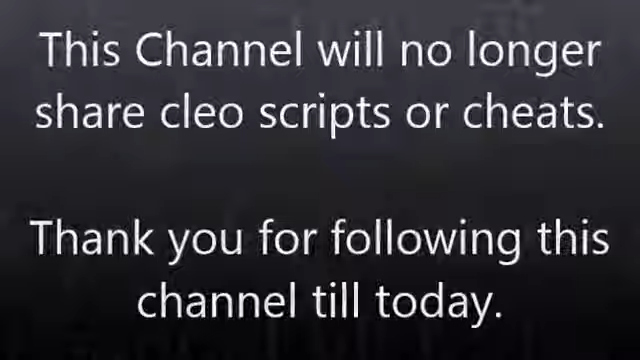 This Channel will no longer
share cleo scripts or cheats.
Thank you for following this
channel till today.